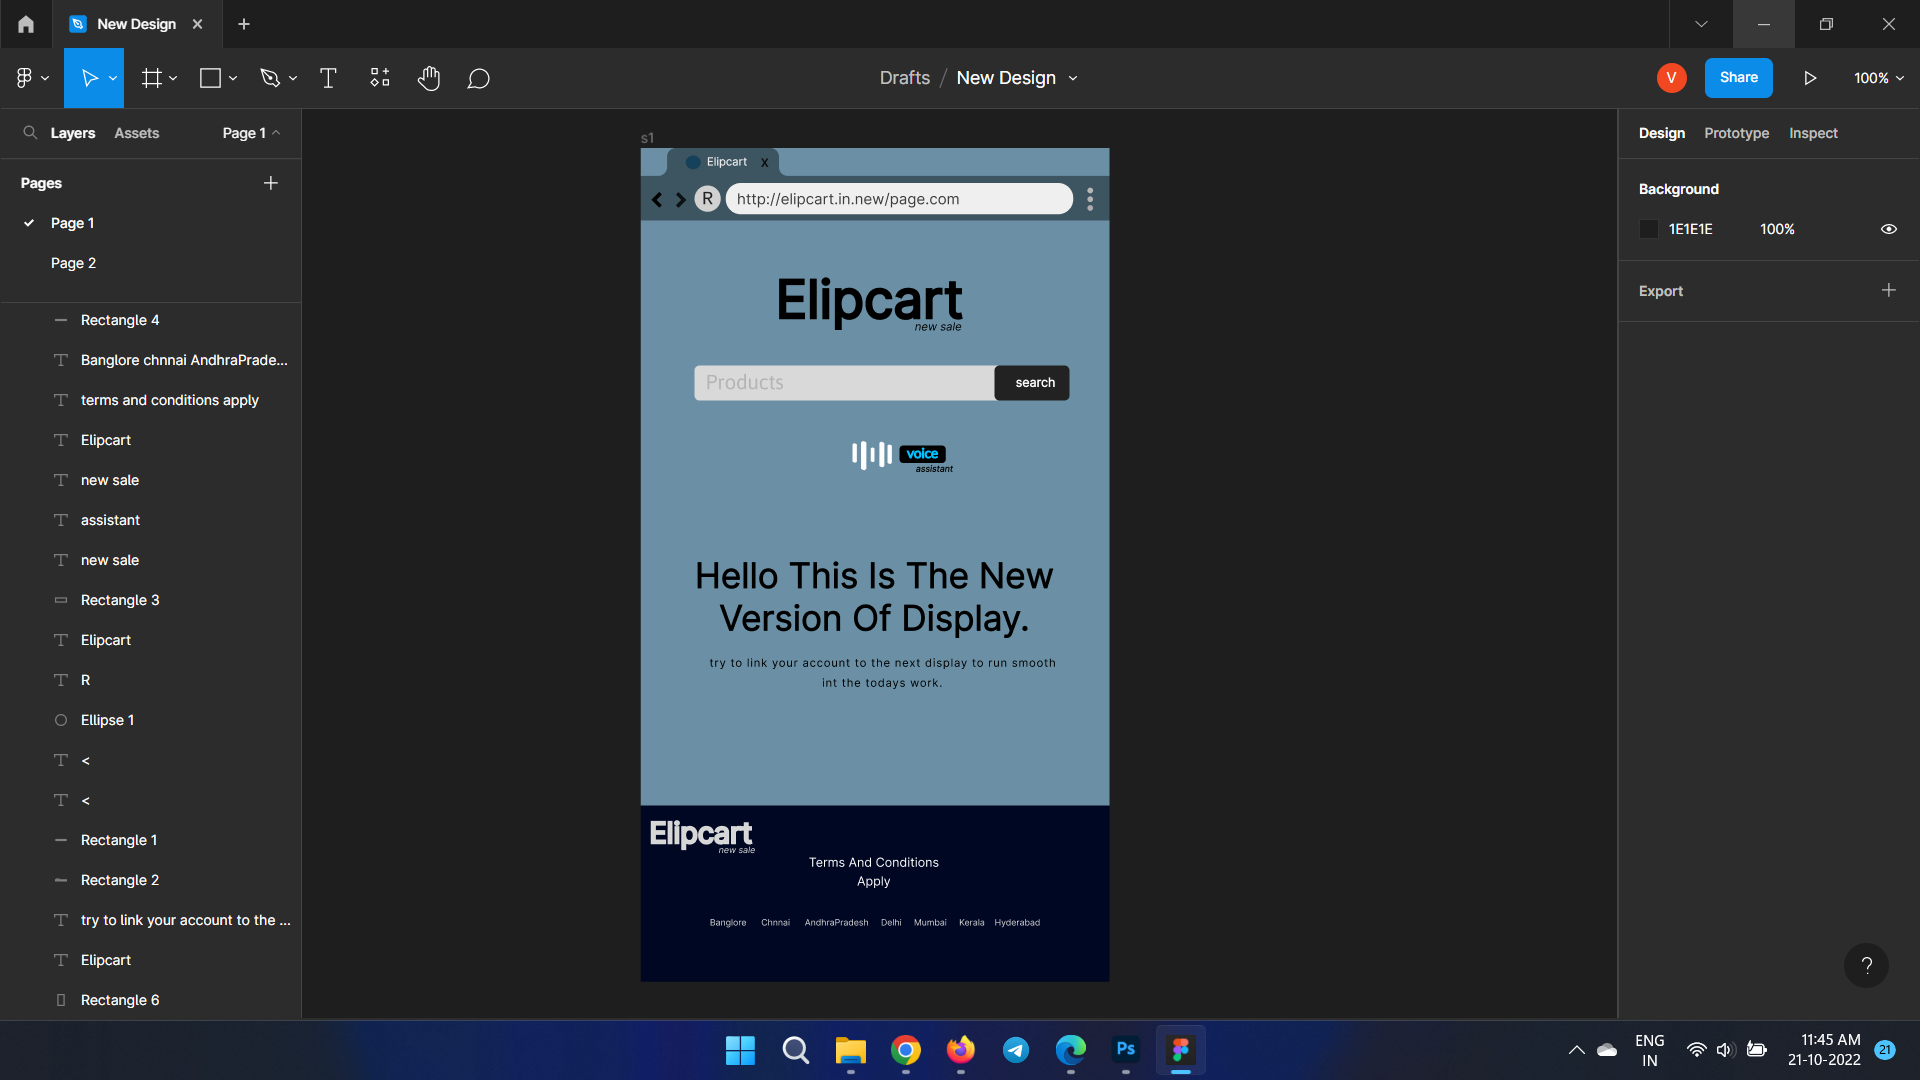 New Design
Drafts / New Design
V
Share
100%
Layers
Assets
Page 1
Pages
Page 1
Page 2
Rectangle 4
Banglore chnnai AndhraPrade...
terms and conditions apply
Elipcart
new sale
assistant
new sale
Rectangle 3
Elipcart
R
Ellipse 1
<
<
Rectangle 1
Rectangle 2
try to link your account to the ...
Elipcart
Rectangle 6
s1
Elipcart x
R
http://elipcart.in.new/page.com
Elipcart
new sale
Products
search
voice
assistant
Hello This Is The New
Version Of Display.
try to link your account to the next display to run smooth
int the todays work.
Elipcart
new sale
Terms And Conditions
Apply
Banglore Chnnai AndhraPradesh Delhi Mumbai Kerala Hyderabad
Design Prototype Inspect
Background
1E1E1E 100%
Export
?
Ps
ENG
IN
11:45 AM
21-10-2022
21